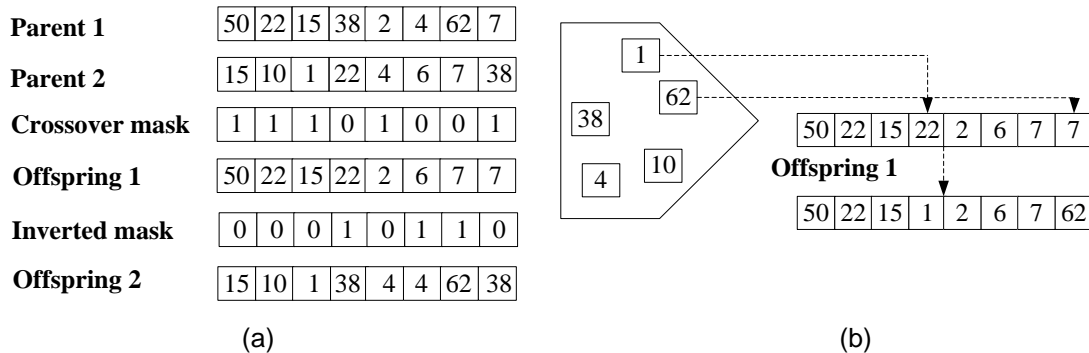 Parent 1 50 22 15 38 2 4 62 7
Parent 2 15 10 1 22 4 6 7 38
Crossover mask 1 1 1 0 1 0 0 1
Offspring 1 50 22 15 22 2 6 7 7
Inverted mask 0 0 0 1 0 1 1 0
Offspring 2 15 10 1 38 4 4 62 38
(a)
1
62
38
10
4
50 22 15 22 2 6 7 7
Offspring 1
50 22 15 1 2 6 7 62
(b)